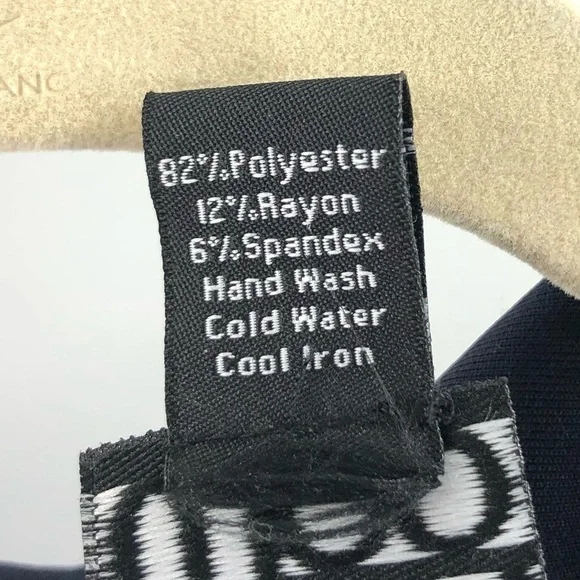 82%Polyester
12%Rayon
6%Spandex
Hand Wash
Cold Water
Cool Iron